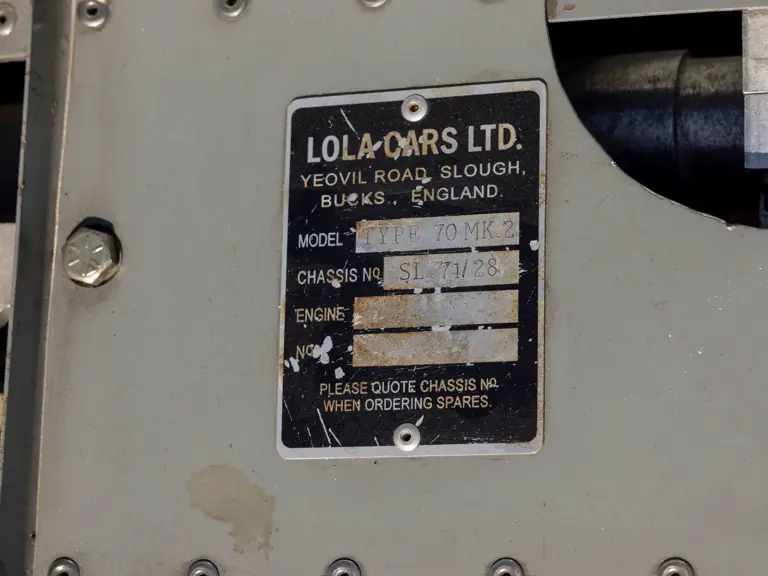 LOLA CARS LTD.
YEOVIL ROAD, SLOUGH,
BUCKS., ENGLAND.
MODEL TYPE 70 MK.2
CHASSIS Nº SL 71/28
ENGINE
Nº
PLEASE QUOTE CHASSIS Nº
WHEN ORDERING SPARES.